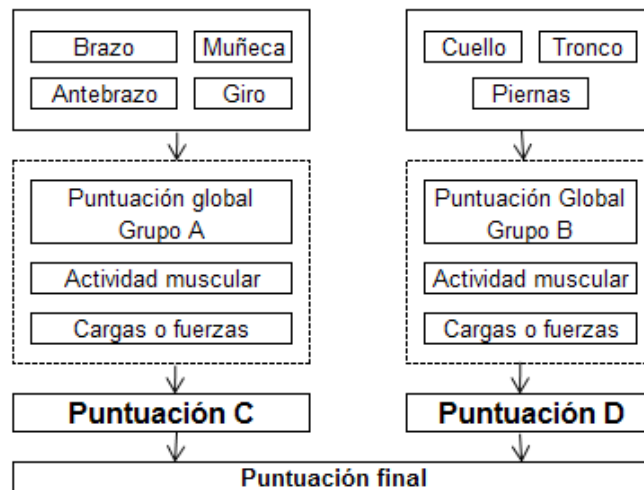 Brazo
Muñeca
Antebrazo
Giro
Cuello
Tronco
Piernas
Puntuación global
Grupo A
Actividad muscular
Cargas o fuerzas
Puntuación Global
Grupo B
Actividad muscular
Cargas o fuerzas
Puntuación C
Puntuación D
Puntuación final